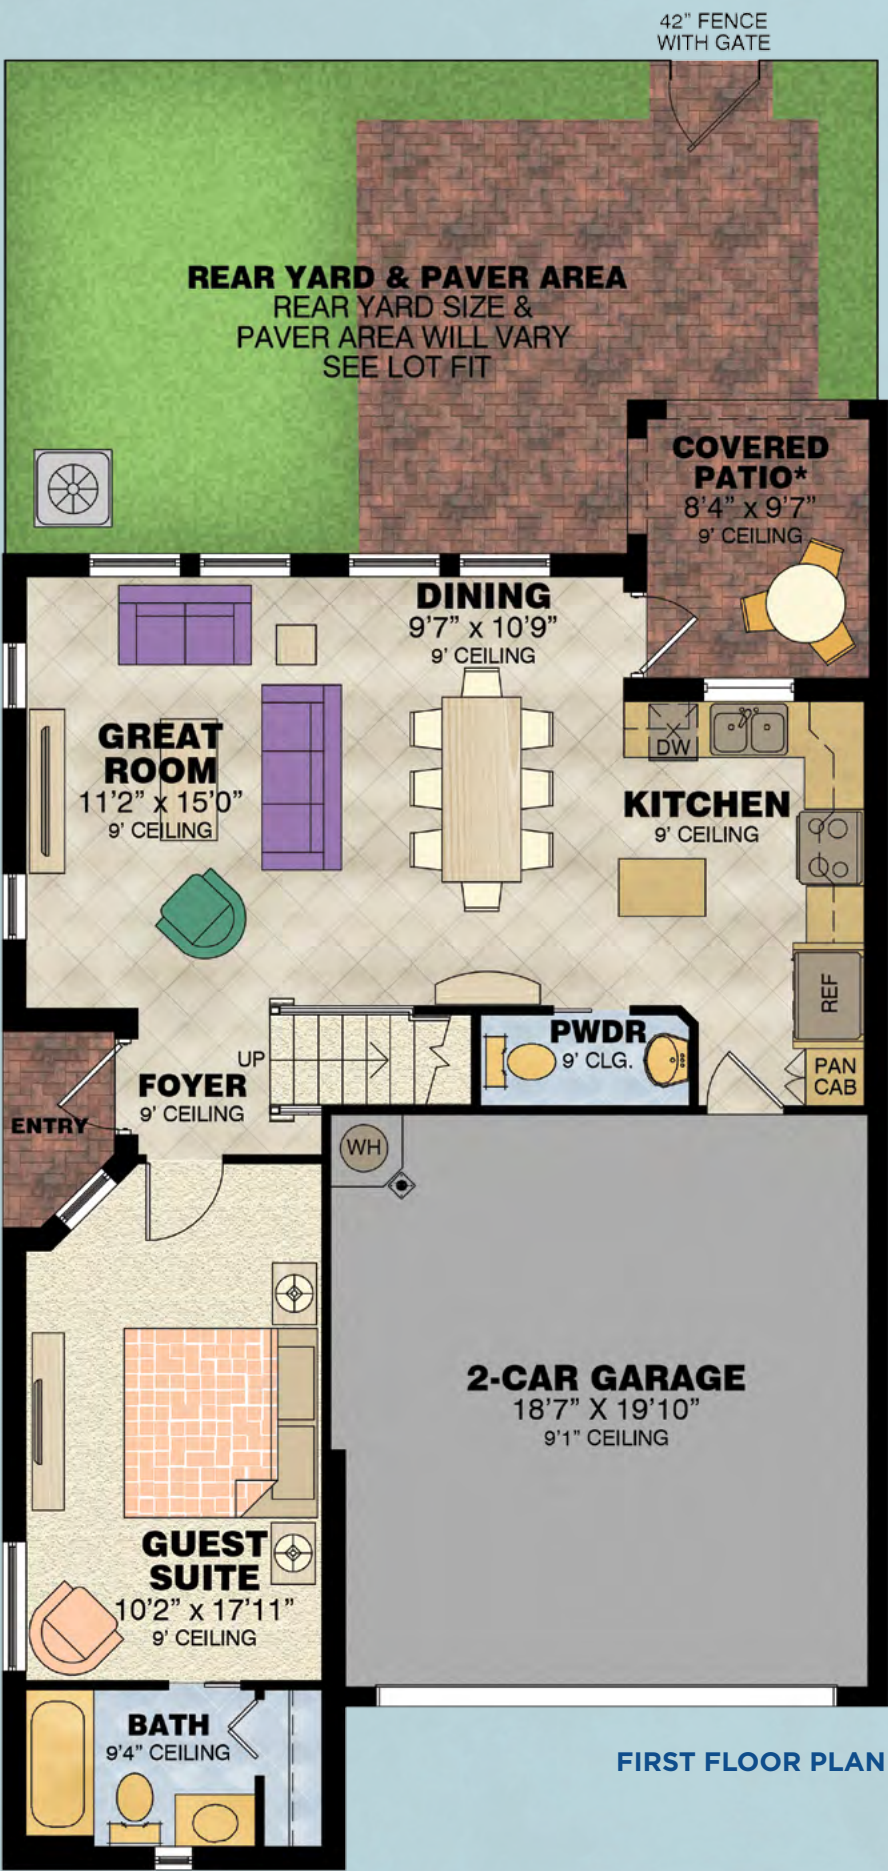 42" FENCE
WITH GATE
REAR YARD & PAVER AREA
REAR YARD SIZE &
PAVER AREA WILL VARY
SEE LOT FIT
COVERED
PATIO*
8'4" x 9'7"
9' CEILING
DINING
9'7" x 10'9"
9' CEILING
GREAT
ROOM
11'2" x 15'0"
9' CEILING
DW
KITCHEN
9' CEILING
REF
PAN
CAB
PWDR
9' CLG.
UP
FOYER
9' CEILING
ENTRY
WH
2-CAR GARAGE
18'7" X 19'10"
9'1" CEILING
GUEST
SUITE
10'2" x 17'11"
9' CEILING
BATH
9'4" CEILING
FIRST FLOOR PLAN